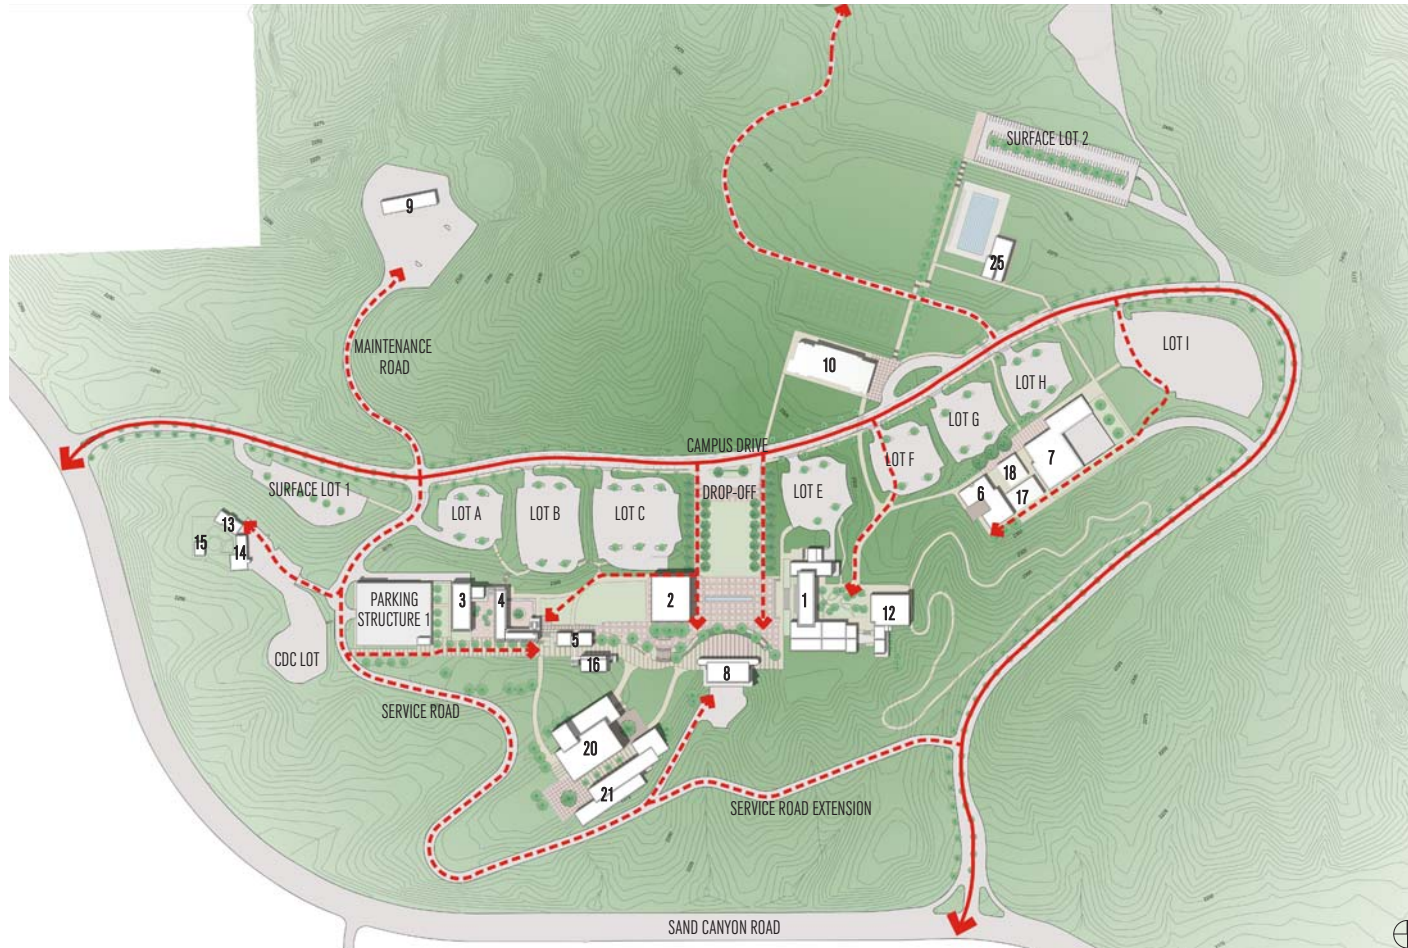 SURFACE LOT 2
9
25
MAINTENANCE
ROAD
10
LOT I
LOT H
LOT G
CAMPUS DRIVE
LOT F
7
SURFACE LOT 1
DROP-OFF
LOT E
18
6
17
LOT A
LOT B
LOT C
13
15
14
PARKING
STRUCTURE 1
3
4
2
1
12
5
16
CDC LOT
8
SERVICE ROAD
20
21
SERVICE ROAD EXTENSION
SAND CANYON ROAD